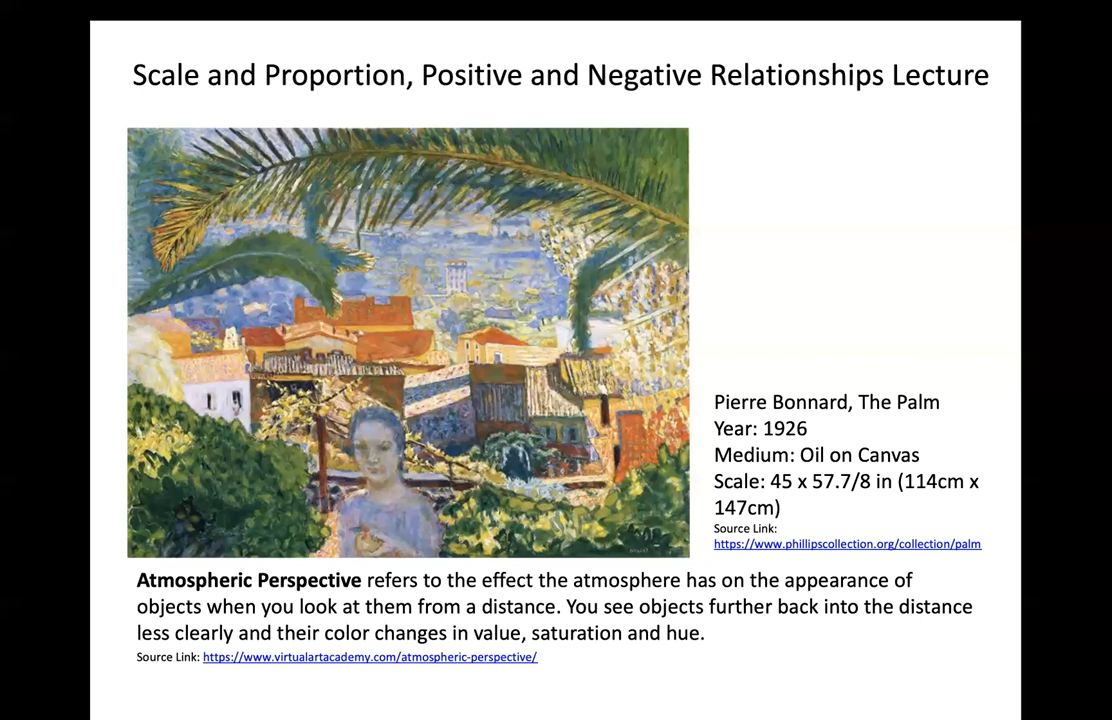 Scale and Proportion, Positive and Negative Relationships Lecture
Pierre Bonnard, The Palm
Year: 1926
Medium: Oil on Canvas
Scale: 45 x 57.7/8 in (114cm x
147cm)
Source Link:
https://www.phillipscollection.org/collection/palm
Atmospheric Perspective refers to the effect the atmosphere has on the appearance of
objects when you look at them from a distance. You see objects further back into the distance
less clearly and their color changes in value, saturation and hue.
Source Link: https://www.virtualartacademy.com/atmospheric-perspective/